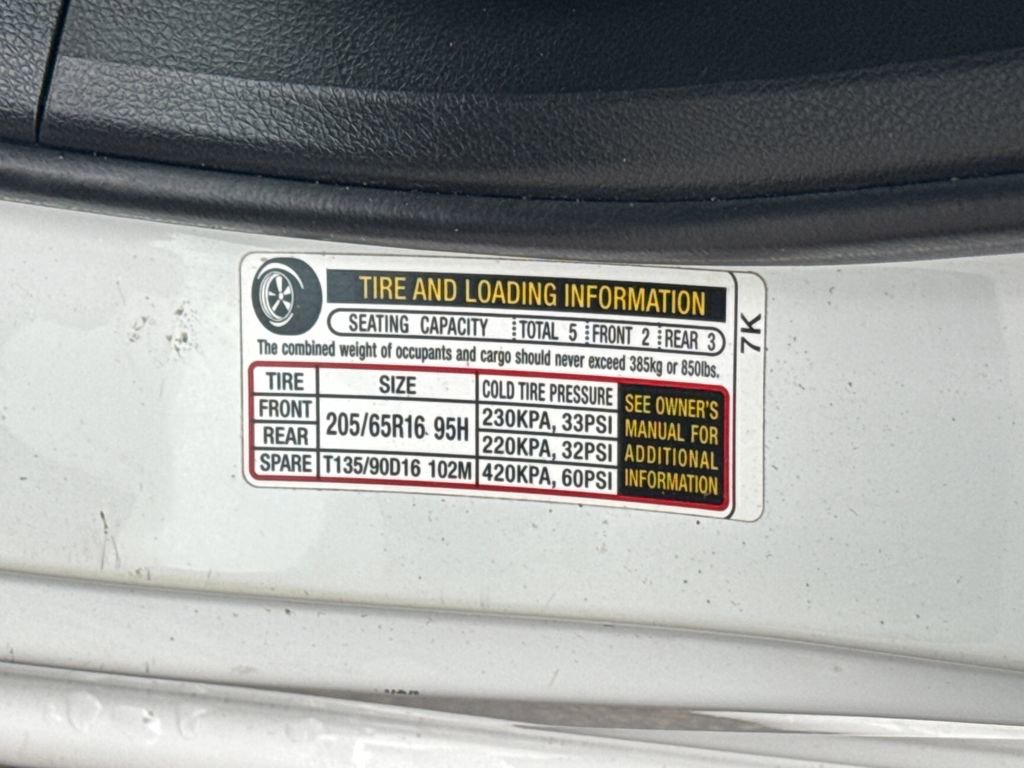 TIRE AND LOADING INFORMATION
SEATING CAPACITY TOTAL 5 FRONT 2 REAR 3
The combined weight of occupants and cargo should never exceed 385kg or 850lbs.
TIRE SIZE COLD TIRE PRESSURE
FRONT 205/65R16 95H 230KPA, 33PSI
REAR 220KPA, 32PSI
SPARE T135/90D16 102M 420KPA, 60PSI
SEE OWNER'S
MANUAL FOR
ADDITIONAL
INFORMATION
7K